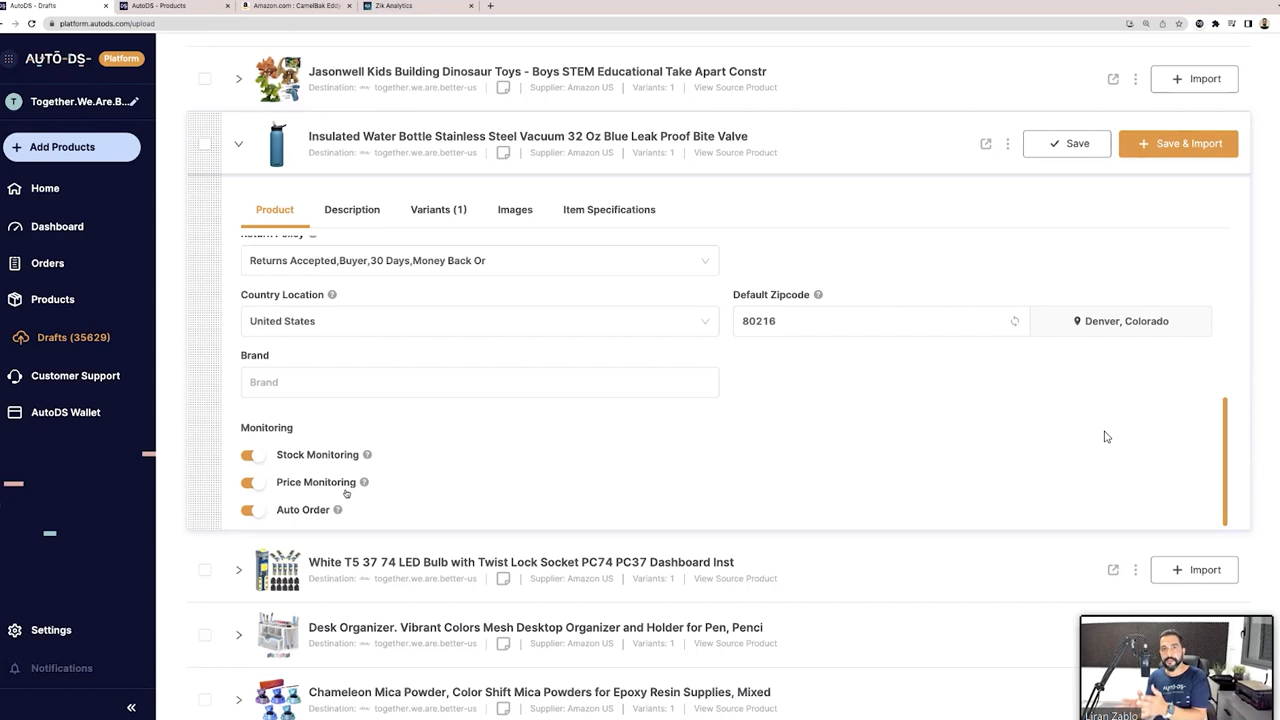 AutoDS - Drafts
AutoDS - Products
Amazon.com : CamelBak Eddy
Zik Analytics
platform.autods.com/upload
AUTO-DS-
Platform
Together.We.Are.B...
Add Products
Home
Dashboard
Orders
Products
Drafts (35629)
Customer Support
AutoDS Wallet
Settings
Notifications
Jasonwell Kids Building Dinosaur Toys - Boys STEM Educational Take Apart Constr
Destination: together.we.are.better-us Supplier: Amazon US Variants: 1 View Source Product
Import
Insulated Water Bottle Stainless Steel Vacuum 32 Oz Blue Leak Proof Bite Valve
Destination: together.we.are.better-us Supplier: Amazon US Variants: 1 View Source Product
Save
Save & Import
Product Description Variants (1) Images Item Specifications
Return Policy
Returns Accepted,Buyer,30 Days,Money Back Or
Country Location
Default Zipcode
United States
80216
Denver, Colorado
Brand
Brand
Monitoring
Stock Monitoring
Price Monitoring
Auto Order
White T5 37 74 LED Bulb with Twist Lock Socket PC74 PC37 Dashboard Inst
Destination: together.we.are.better-us Supplier: Amazon US Variants: 1 View Source Product
Import
Desk Organizer. Vibrant Colors Mesh Desktop Organizer and Holder for Pen, Penci
Destination: together.we.are.better-us Supplier: Amazon US Variants: 1 View Source Product
Chameleon Mica Powder, Color Shift Mica Powders for Epoxy Resin Supplies, Mixed
Destination: together.we.are.better-us Supplier: Amazon US Variants: 1 View Source Product
Liran Zablo